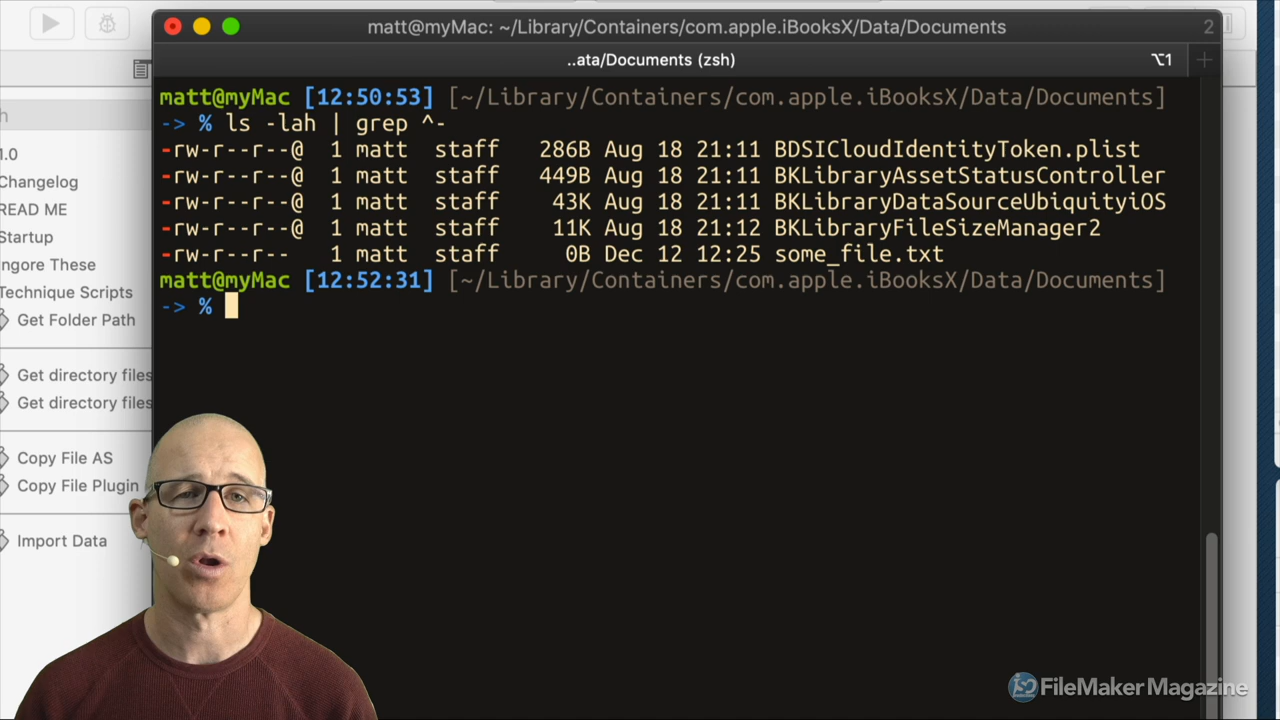 matt@myMac: ~/Library/Containers/com.apple.iBooksX/Data/Documents
2
..ata/Documents (zsh)
⌥1
+
matt@myMac [12:50:53] [~/Library/Containers/com.apple.iBooksX/Data/Documents]
-> % ls -lah | grep ^-
-rw-r--r--@ 1 matt staff 286B Aug 18 21:11 BDSICloudIdentityToken.plist
-rw-r--r--@ 1 matt staff 449B Aug 18 21:11 BKLibraryAssetStatusController
-rw-r--r--@ 1 matt staff 43K Aug 18 21:11 BKLibraryDataSourceUbiquityiOS
-rw-r--r--@ 1 matt staff 11K Aug 18 21:12 BKLibraryFileSizeManager2
-rw-r--r-- 1 matt staff 0B Dec 12 12:25 some_file.txt
matt@myMac [12:52:31] [~/Library/Containers/com.apple.iBooksX/Data/Documents]
-> %
h
1.0
Changelog
READ ME
Startup
Ingore These
Technique Scripts
Get Folder Path
Get directory files
Get directory files
Copy File AS
Copy File Plugin
Import Data
FileMaker Magazine